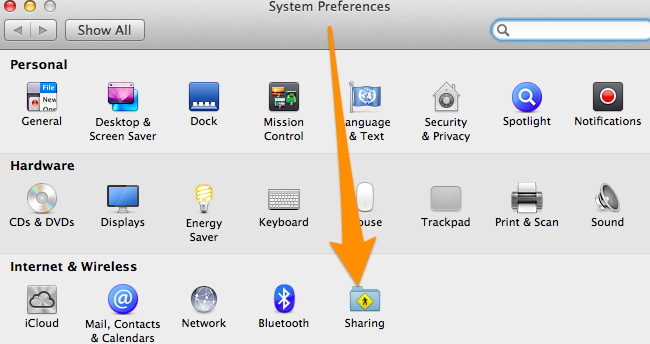 System Preferences
Show All
Personal
File
New
One
General
Desktop &
Screen Saver
Dock
Mission
Control
Language
& Text
Security
& Privacy
Spotlight
Notifications
Hardware
CDs & DVDs
Displays
Energy
Saver
Keyboard
ouse
Trackpad
Print & Scan
Sound
Internet & Wireless
iCloud
Mail, Contacts
& Calendars
Network
Bluetooth
Sharing